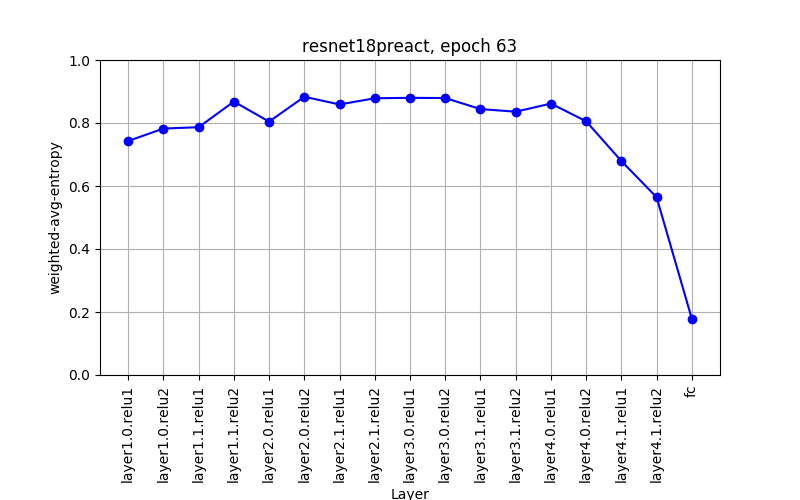 resnet18preact, epoch 63
1.0
0.8
0.6
0.4
0.2
0.0
weighted-avg-entropy
layer1.0.relu1
layer1.0.relu2
layer1.1.relu1
layer1.1.relu2
layer2.0.relu1
layer2.0.relu2
layer2.1.relu1
layer2.1.relu2
layer3.0.relu1
layer3.0.relu2
layer3.1.relu1
layer3.1.relu2
layer4.0.relu1
layer4.0.relu2
layer4.1.relu1
layer4.1.relu2
fc
Layer